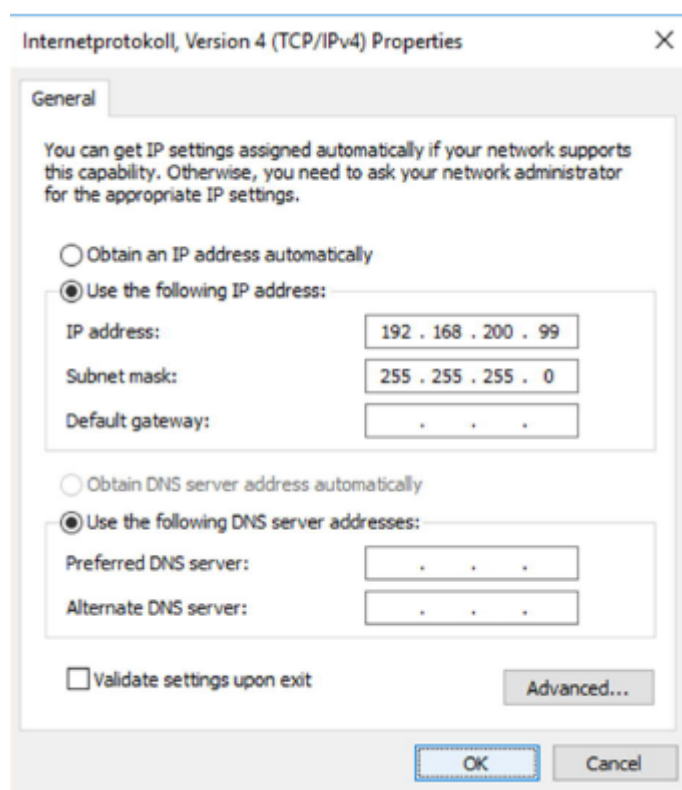 Internetprotokoll, Version 4 (TCP/IPv4) Properties
General
You can get IP settings assigned automatically if your network supports
this capability. Otherwise, you need to ask your network administrator
for the appropriate IP settings.
Obtain an IP address automatically
Use the following IP address:
IP address: 192 . 168 . 200 . 99
Subnet mask: 255 . 255 . 255 . 0
Default gateway: . . .
Obtain DNS server address automatically
Use the following DNS server addresses:
Preferred DNS server: . . .
Alternate DNS server: . . .
Validate settings upon exit
Advanced...
OK Cancel